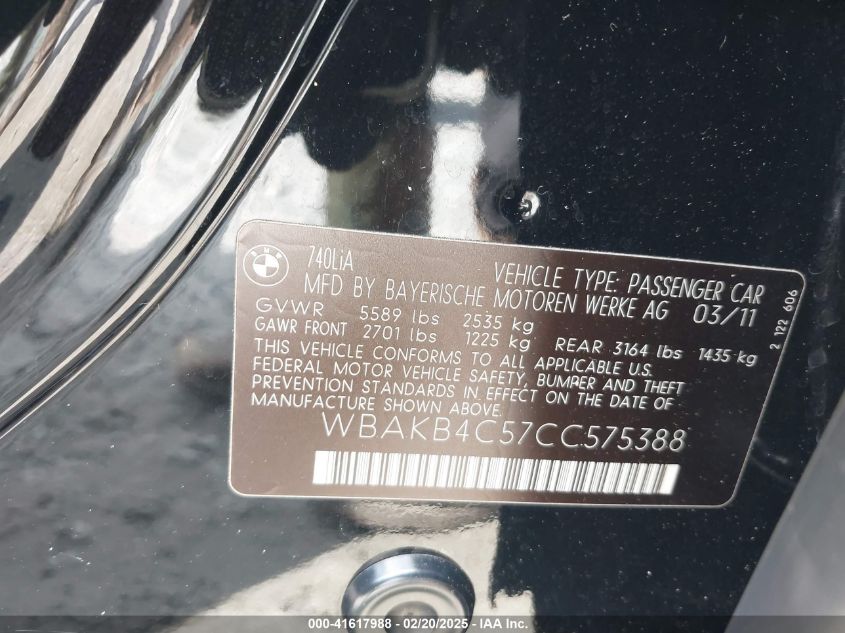 BMW
740LiA
VEHICLE TYPE: PASSENGER CAR
MFD BY BAYERISCHE MOTOREN WERKE AG 03/11
GVWR 5589 lbs 2535 kg
GAWR FRONT 2701 lbs 1225 kg REAR 3164 lbs 1435 kg
THIS VEHICLE CONFORMS TO ALL APPLICABLE U.S.
FEDERAL MOTOR VEHICLE SAFETY, BUMPER AND THEFT
PREVENTION STANDARDS IN EFFECT ON THE DATE OF
MANUFACTURE SHOWN ABOVE.
WBAKB4C57CC575388
2 122 606
000-41617988 - 02/20/2025 - IAA Inc.